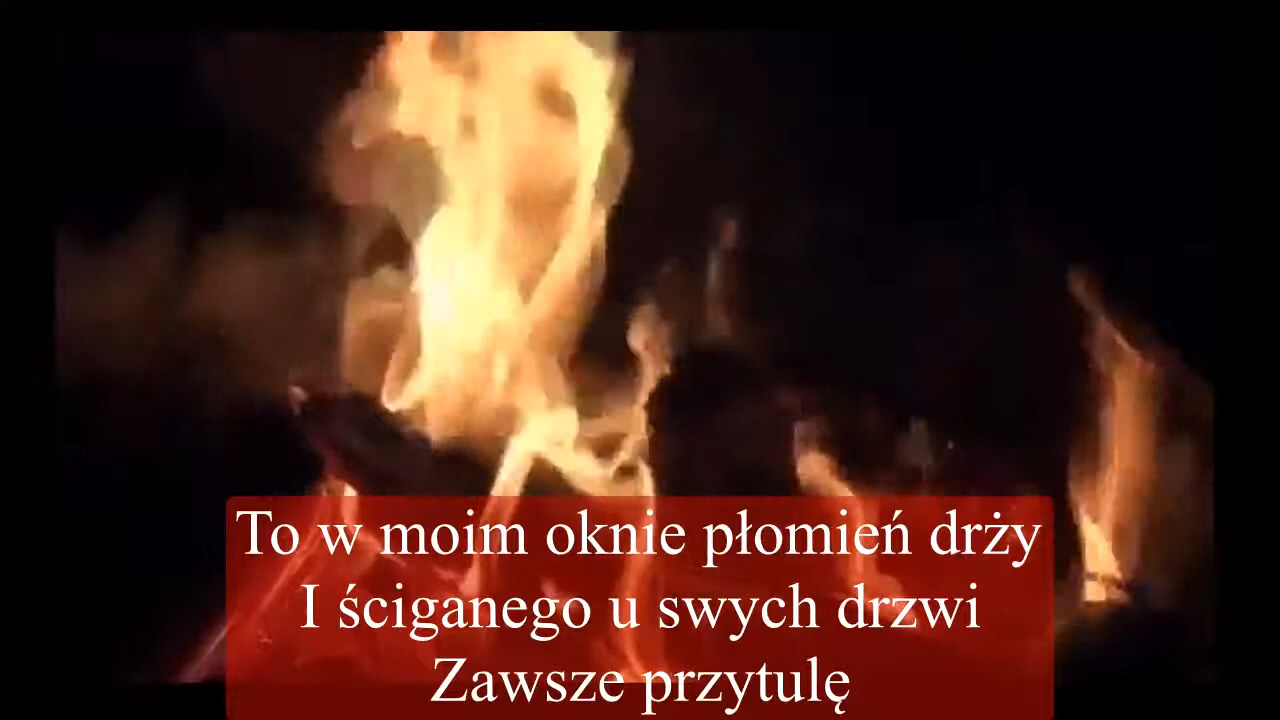 To w moim oknie płomień drży
I ściganego u swych drzwi
Zawsze przytulę